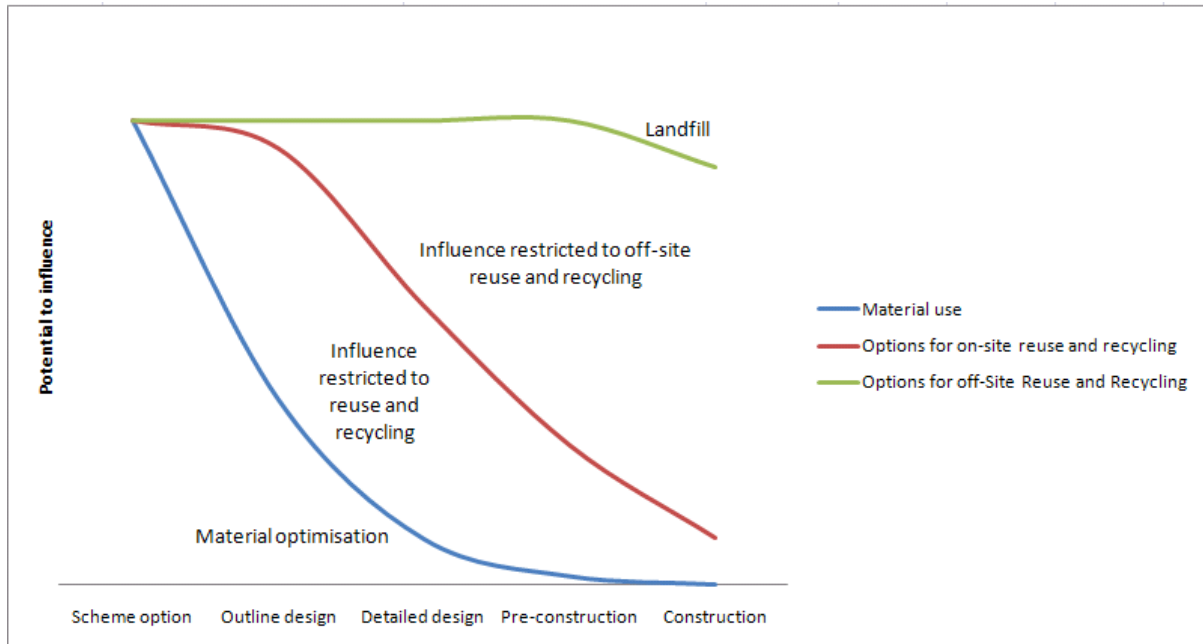 Landfill
Influence restricted to off-site
reuse and recycling
Influence
restricted to
reuse and
recycling
Material optimisation
Potential to influence
Scheme option
Outline design
Detailed design
Pre-construction
Construction
Material use
Options for on-site reuse and recycling
Options for off-Site Reuse and Recycling